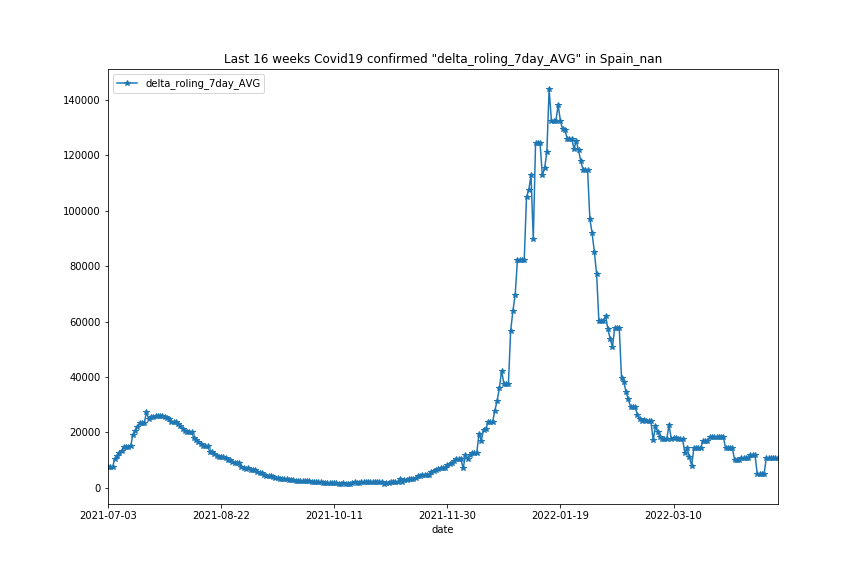 Last 16 weeks Covid19 confirmed "delta_roling_7day_AVG" in Spain_nan
delta_roling_7day_AVG
140000
120000
100000
80000
60000
40000
20000
0
2021-07-03 2021-08-22 2021-10-11 2021-11-30 2022-01-19 2022-03-10
date